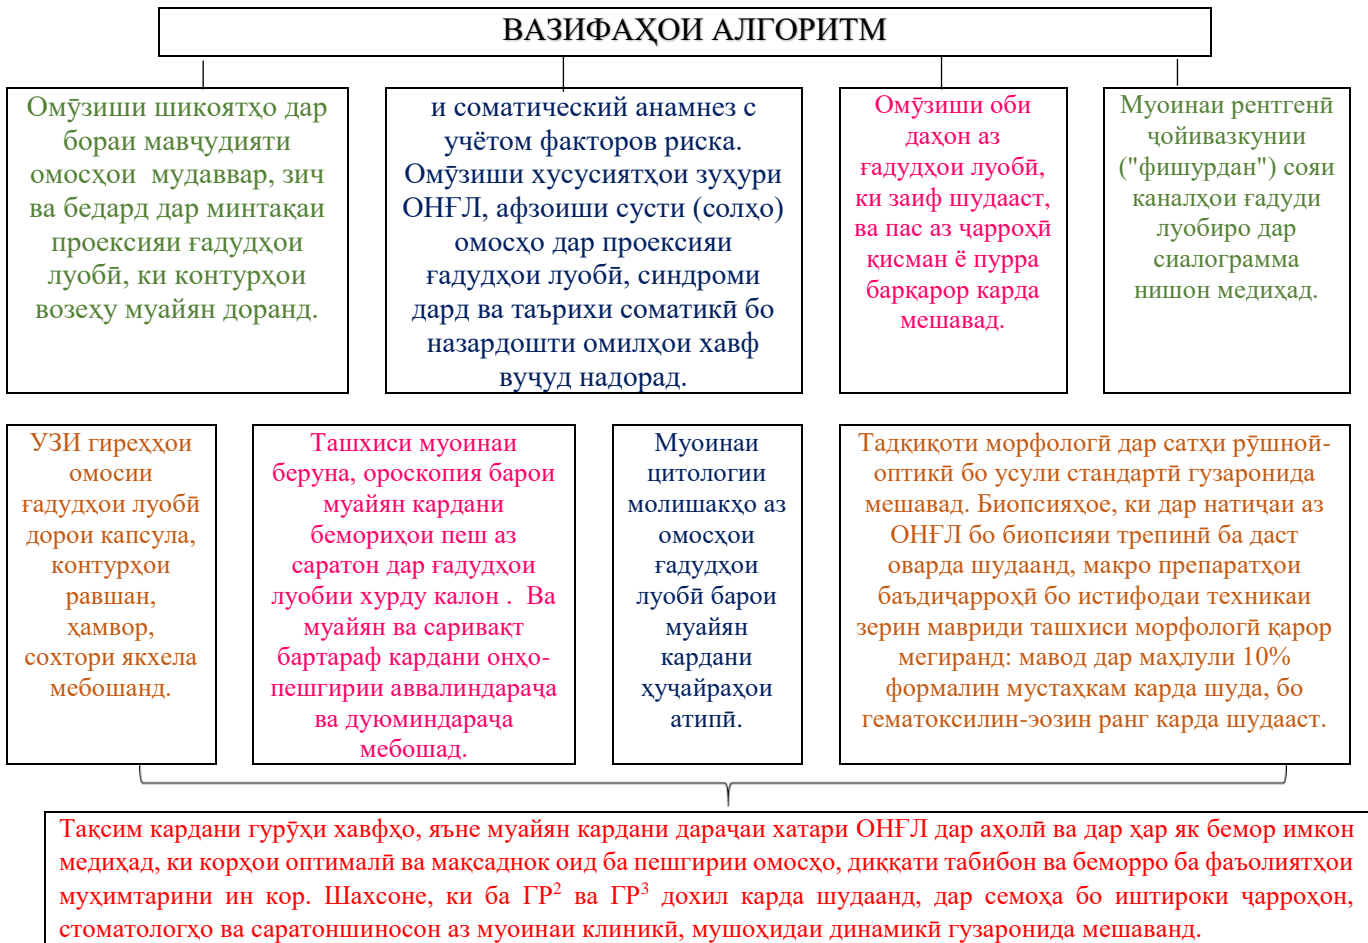 ВАЗИФАҲОИ АЛГОРИТМ
Омӯзиши шикоятҳо дар
бораи мавҷудияти
омосҳои мудаввар, зич
ва бедард дар минтақаи
проексияи ғадудҳои
луобӣ, ки контурҳои
возеҳу муайян доранд.
и соматический анамнез с
учётом факторов риска.
Омӯзиши хусусиятҳои зуҳури
ОНҒЛ, афзоиши сусти (солҳо)
омосҳо дар проексияи
ғадудҳои луобӣ, синдроми
дард ва таърихи соматикӣ бо
назардошти омилҳои хавф
вуҷуд надорад.
Омӯзиши оби
даҳон аз
ғадудҳои луобӣ,
ки заиф шудааст,
ва пас аз ҷарроҳӣ
қисман ё пурра
барқарор карда
мешавад.
Муоинаи рентгенӣ
ҷойивазкунии
("фишурдан") сояи
каналҳои ғадуди
луобиро дар
сиалограмма
нишон медиҳад.
УЗИ гиреҳҳои
омосии
ғадудҳои луобӣ
дорои капсула,
контурҳои
равшан,
ҳамвор,
сохтори якхела
мебошанд.
Ташхиси муоинаи
беруна, ороскопия барои
муайян кардани
бемориҳои пеш аз
саратон дар ғадудҳои
луобии хурду калон . Ва
муайян ва саривақт
бартараф кардани онҳо-
пешгирии аввалиндараҷа
ва дуюминдараҷа
мебошад.
Муоинаи
цитологии
молишакҳо аз
омосҳои
ғадудҳои
луобӣ барои
муайян
кардани
ҳуҷайраҳои
атипӣ.
Тадқиқоти морфологӣ дар сатҳи рӯшноӣ-
оптикӣ бо усули стандартӣ гузаронида
мешавад. Биопсияҳое, ки дар натиҷаи аз
ОНҒЛ бо биопсияи трепинӣ ба даст
оварда шудаанд, макро препаратҳои
баъдиҷарроҳӣ бо истифодаи техникаи
зерин мавриди ташхиси морфологӣ қарор
мегиранд: мавод дар маҳлули 10%
формалин мустаҳкам карда шуда, бо
гематоксилин-эозин ранг карда шудааст.
Тақсим кардани гурӯҳи хавфҳо, яъне муайян кардани дараҷаи хатари ОНҒЛ дар аҳолӣ ва дар ҳар як бемор имкон
медиҳад, ки корҳои оптималӣ ва мақсаднок оид ба пешгирии омосҳо, диққати табибон ва беморро ба фаъолиятҳои
муҳимтарини ин кор. Шахсоне, ки ба ГР² ва ГР³ дохил карда шудаанд, дар семоҳа бо иштироки ҷарроҳон,
стоматологҳо ва саратоншиносон аз муоинаи клиникӣ, мушоҳидаи динамикӣ гузаронида мешаванд.